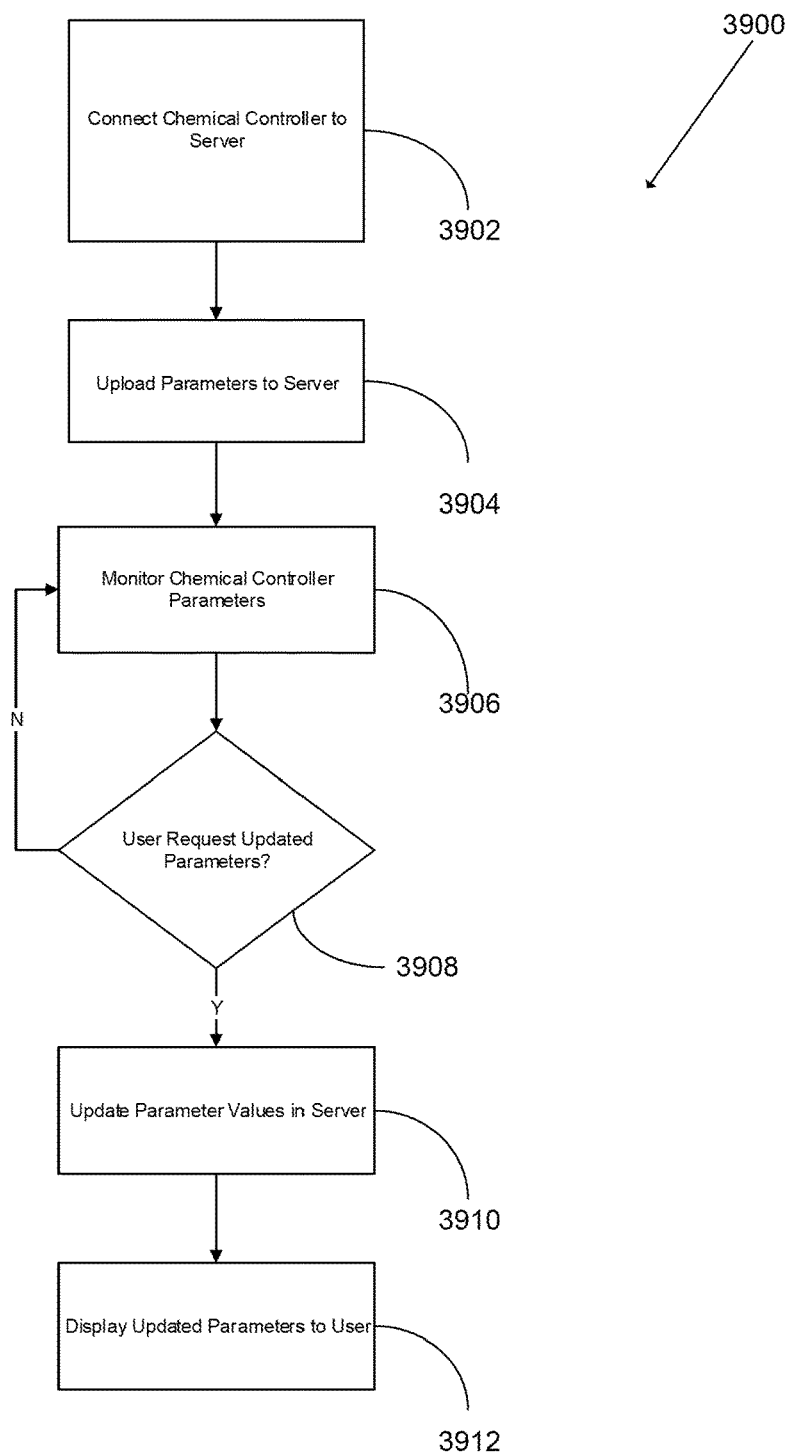 3900
Connect Chemical Controller to
Server
3902
Upload Parameters to Server
3904
Monitor Chemical Controller
Parameters
3906
N
User Request Updated
Parameters?
3908
Y
Update Parameter Values in Server
3910
Display Updated Parameters to User
3912